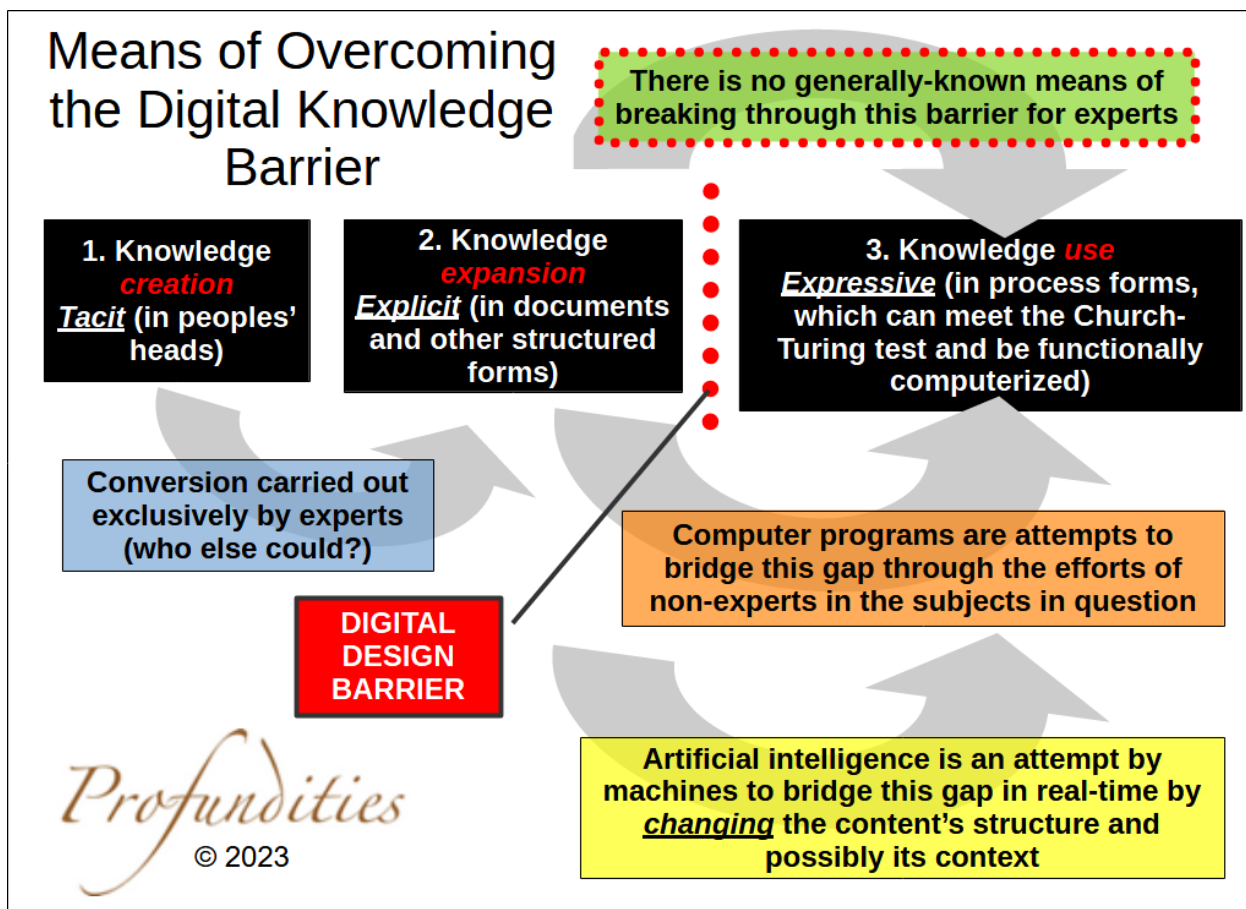 Means of Overcoming
the Digital Knowledge
Barrier
There is no generally-known means of
breaking through this barrier for experts
1. Knowledge
creation
Tacit (in peoples’
heads)
2. Knowledge
expansion
Explicit (in documents
and other structured
forms)
3. Knowledge use
Expressive (in process forms,
which can meet the Church-
Turing test and be functionally
computerized)
Conversion carried out
exclusively by experts
(who else could?)
Computer programs are attempts to
bridge this gap through the efforts of
non-experts in the subjects in question
DIGITAL
DESIGN
BARRIER
Artificial intelligence is an attempt by
machines to bridge this gap in real-time by
changing the content’s structure and
possibly its context
Profundities
© 2023